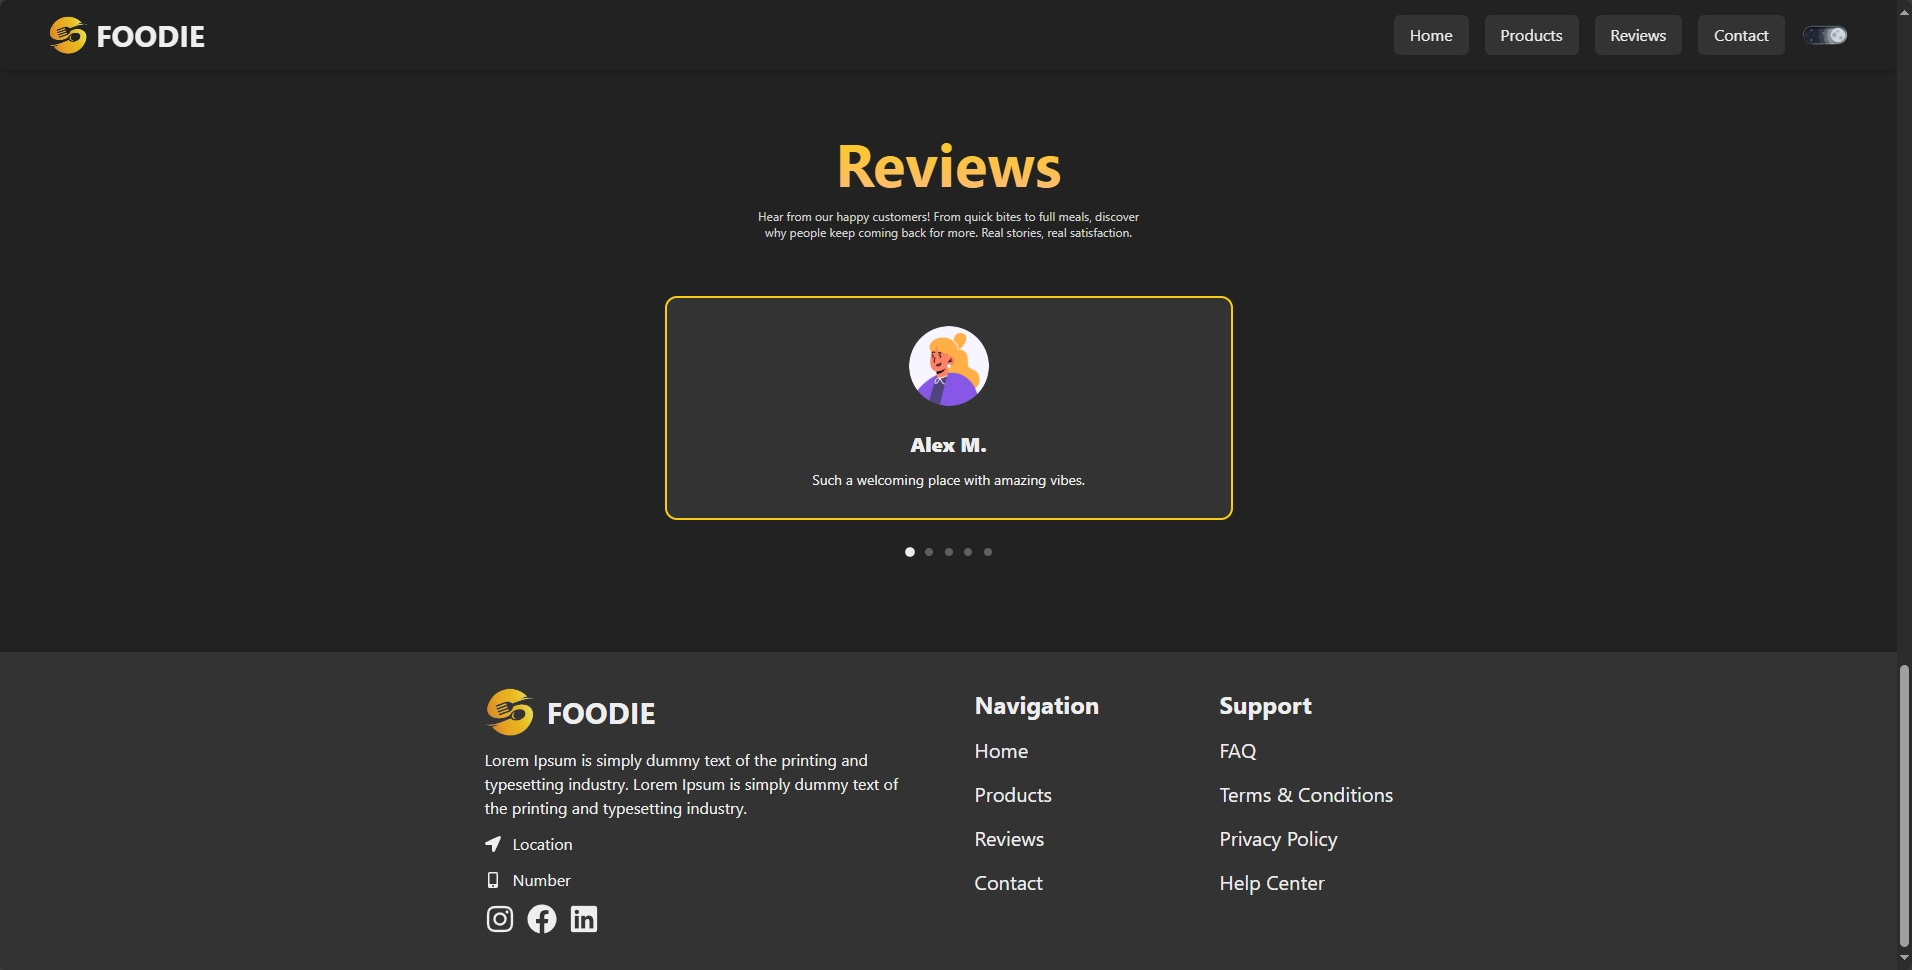 FOODIE
Home
Products
Reviews
Contact
Reviews
Hear from our happy customers! From quick bites to full meals, discover
why people keep coming back for more. Real stories, real satisfaction.
Alex M.
Such a welcoming place with amazing vibes.
FOODIE
Lorem Ipsum is simply dummy text of the printing and
typesetting industry. Lorem Ipsum is simply dummy text of
the printing and typesetting industry.
Location
Number
Navigation
Home
Products
Reviews
Contact
Support
FAQ
Terms & Conditions
Privacy Policy
Help Center